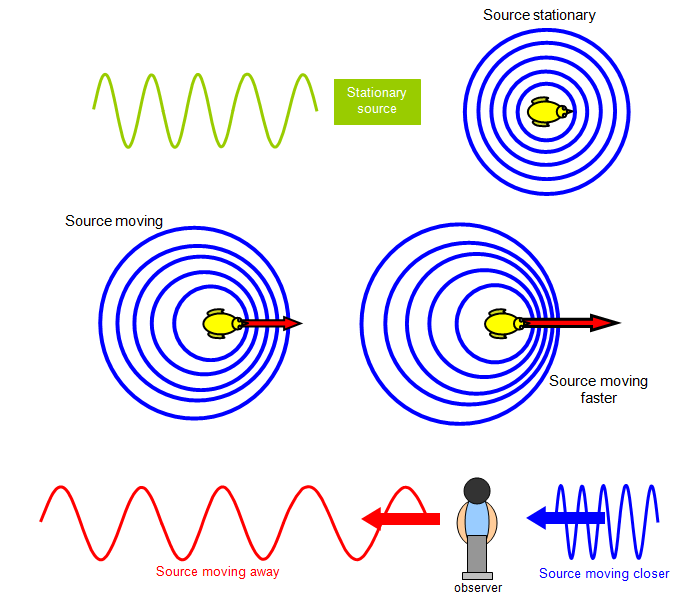 Source stationary
Stationary
source
Source moving
Source moving
faster
Source moving away
observer
Source moving closer